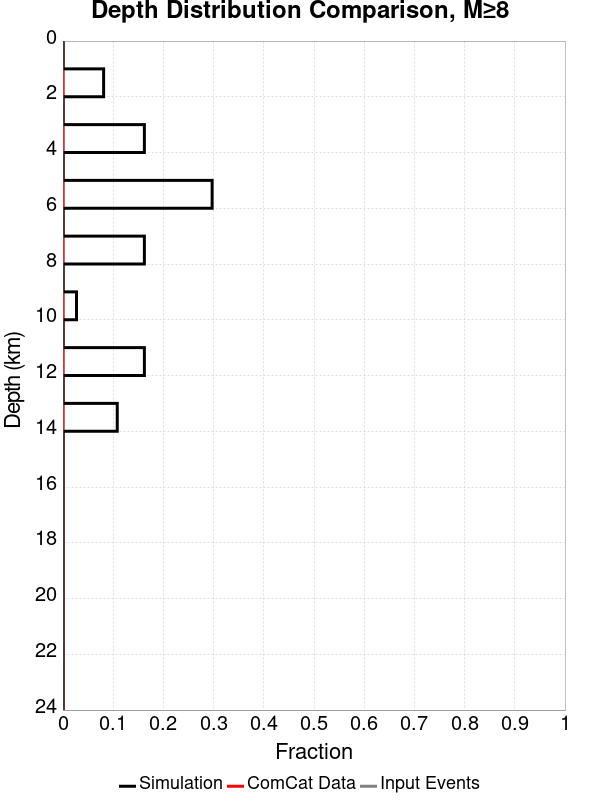 Depth Distribution Comparison, M≥8
0
2
4
6
8
10
12
14
16
18
20
22
24
Depth (km)
0 0.1 0.2 0.3 0.4 0.5 0.6 0.7 0.8 0.9 1
Fraction
Simulation ComCat Data Input Events